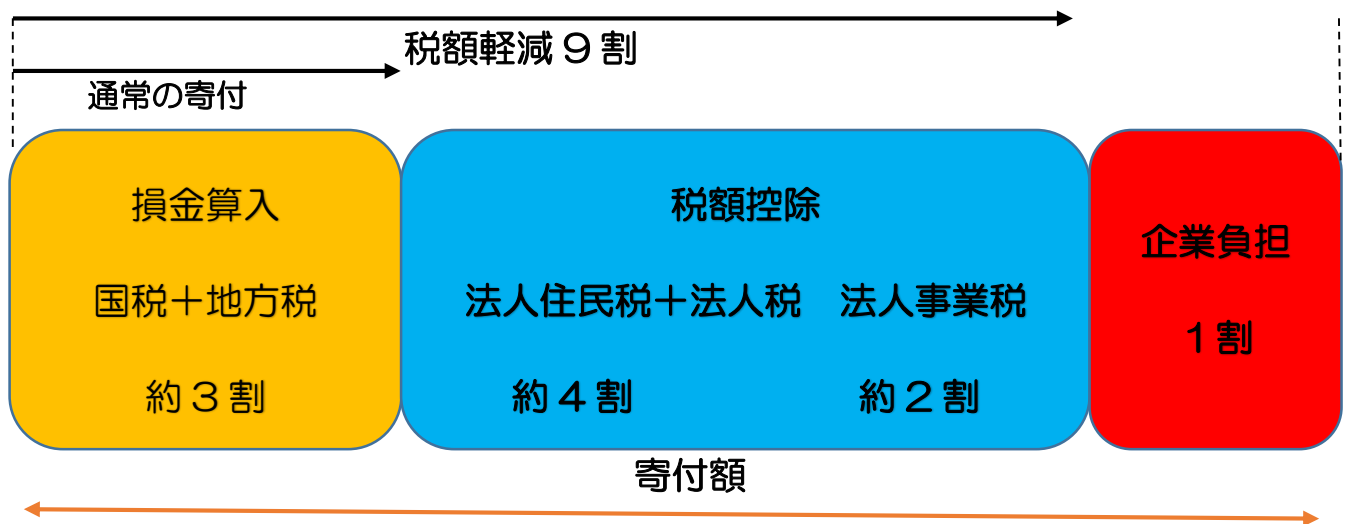 税額軽減９割
通常の寄付
損金算入
国税＋地方税
約３割
税額控除
法人住民税＋法人税　法人事業税
約４割　約２割
企業負担
１割
寄付額